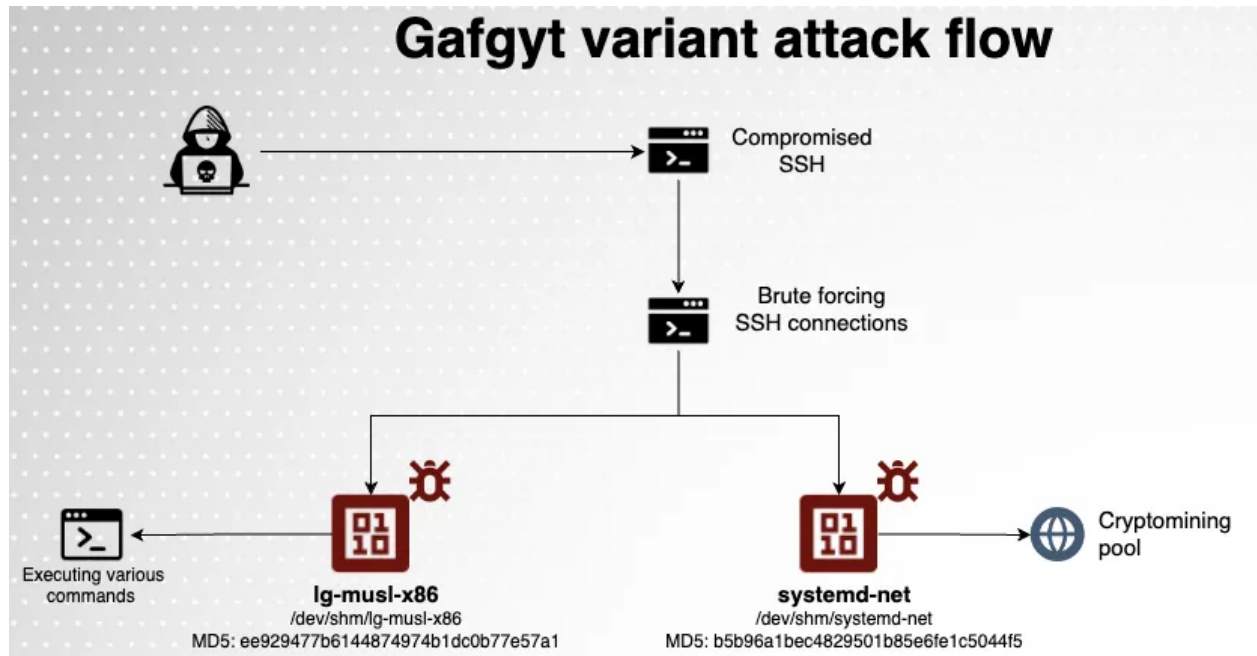 Gafgyt variant attack flow
Compromised
SSH
Brute forcing
SSH connections
Executing various
commands
lg-musl-x86
/dev/shm/lg-musl-x86
MD5: ee929477b6144874974b1dc0b77e57a1
systemd-net
/dev/shm/systemd-net
MD5: b5b96a1bec4829501b85e6fe1c5044f5
Cryptomining
pool